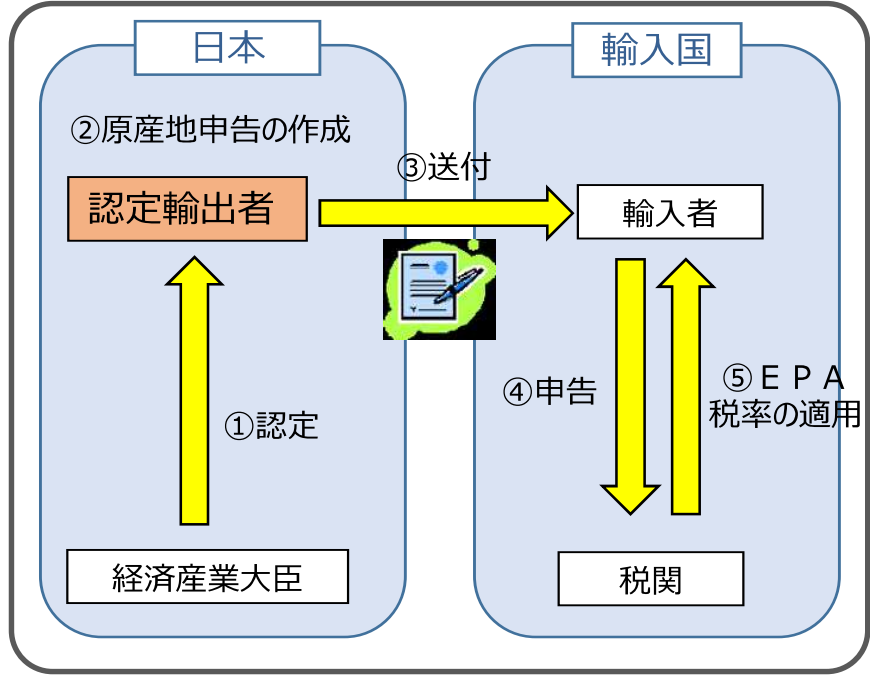 日本
輸入国
②原産地申告の作成
③送付
認定輸出者
輸入者
④申告
⑤ＥＰＡ
税率の適用
①認定
経済産業大臣
税関